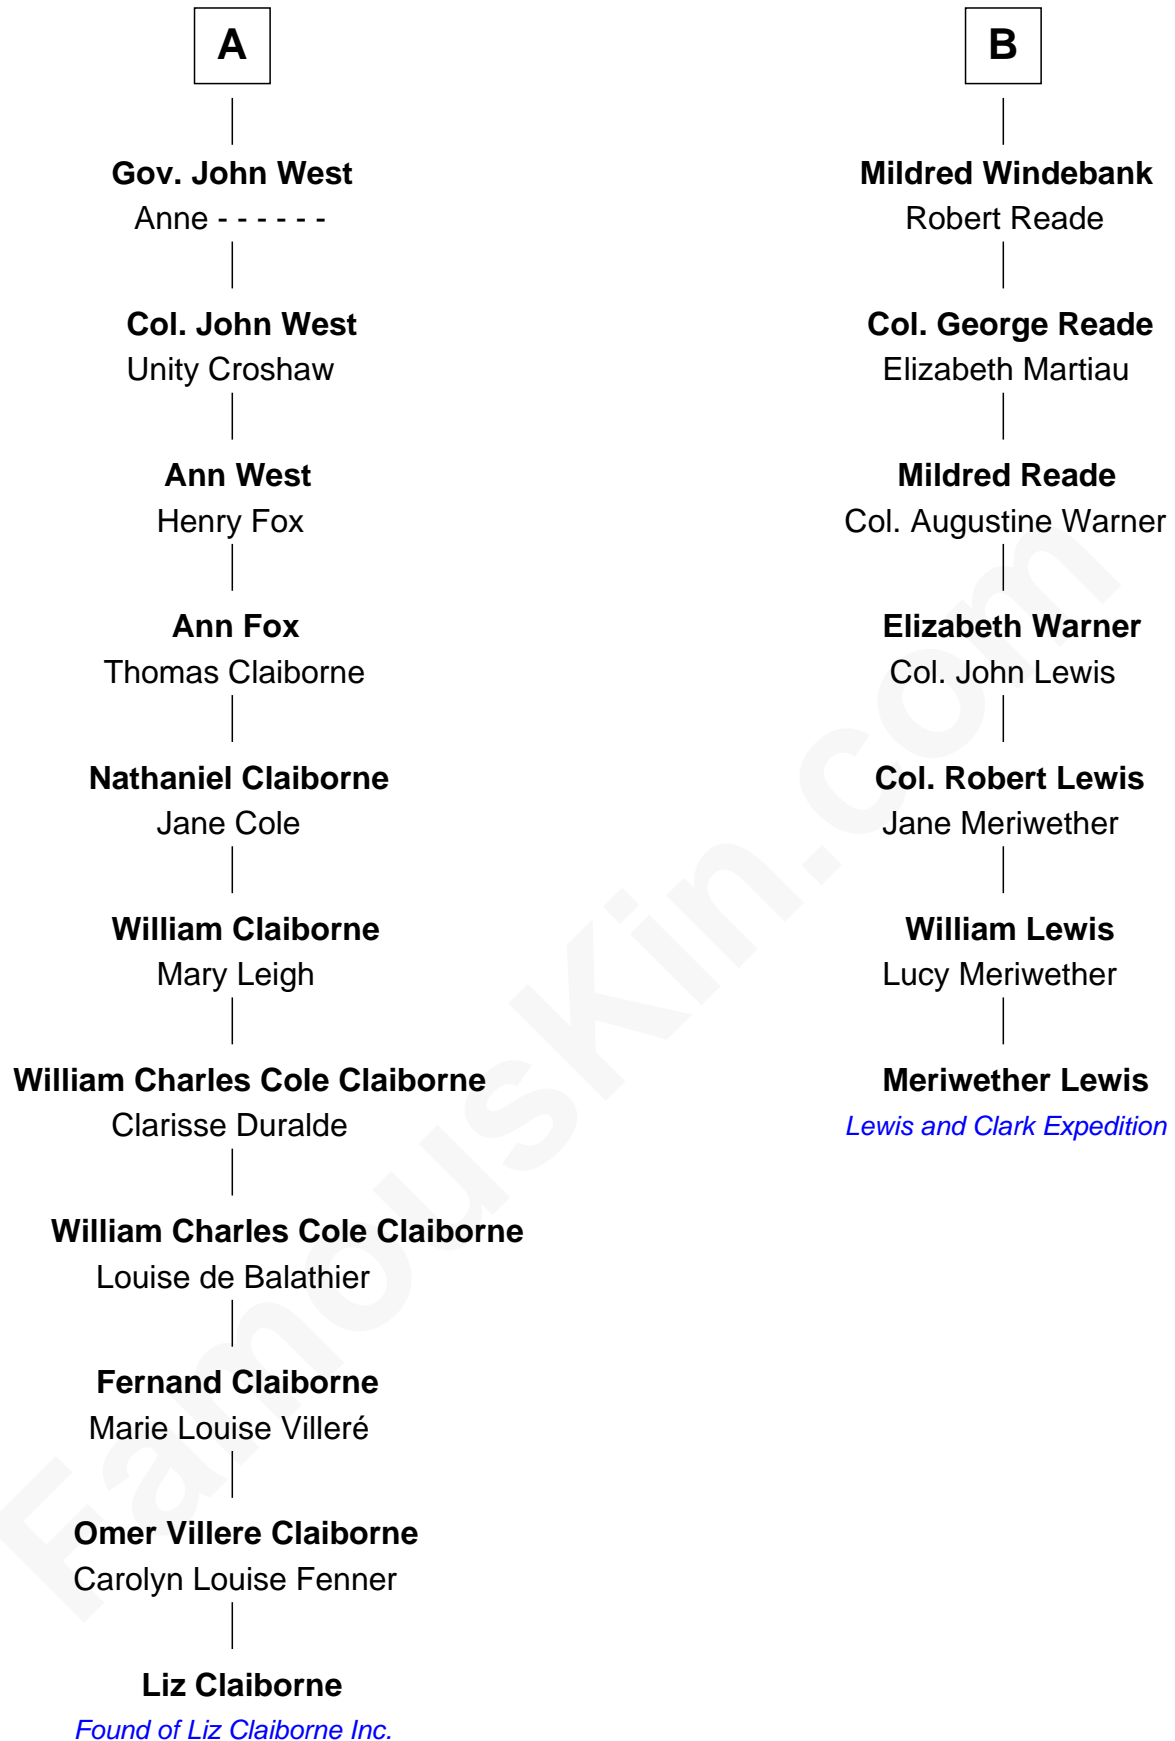 A
Gov. John West
Anne - - - - - -
Col. John West
Unity Croshaw
Ann West
Henry Fox
Ann Fox
Thomas Claiborne
Nathaniel Claiborne
Jane Cole
William Claiborne
Mary Leigh
William Charles Cole Claiborne
Clarisse Duralde
William Charles Cole Claiborne
Louise de Balathier
Fernand Claiborne
Marie Louise Villeré
Omer Villere Claiborne
Carolyn Louise Fenner
Liz Claiborne
Found of Liz Claiborne Inc.
B
Mildred Windebank
Robert Reade
Col. George Reade
Elizabeth Martiau
Mildred Reade
Col. Augustine Warner
Elizabeth Warner
Col. John Lewis
Col. Robert Lewis
Jane Meriwether
William Lewis
Lucy Meriwether
Meriwether Lewis
Lewis and Clark Expedition
FamousKin.com